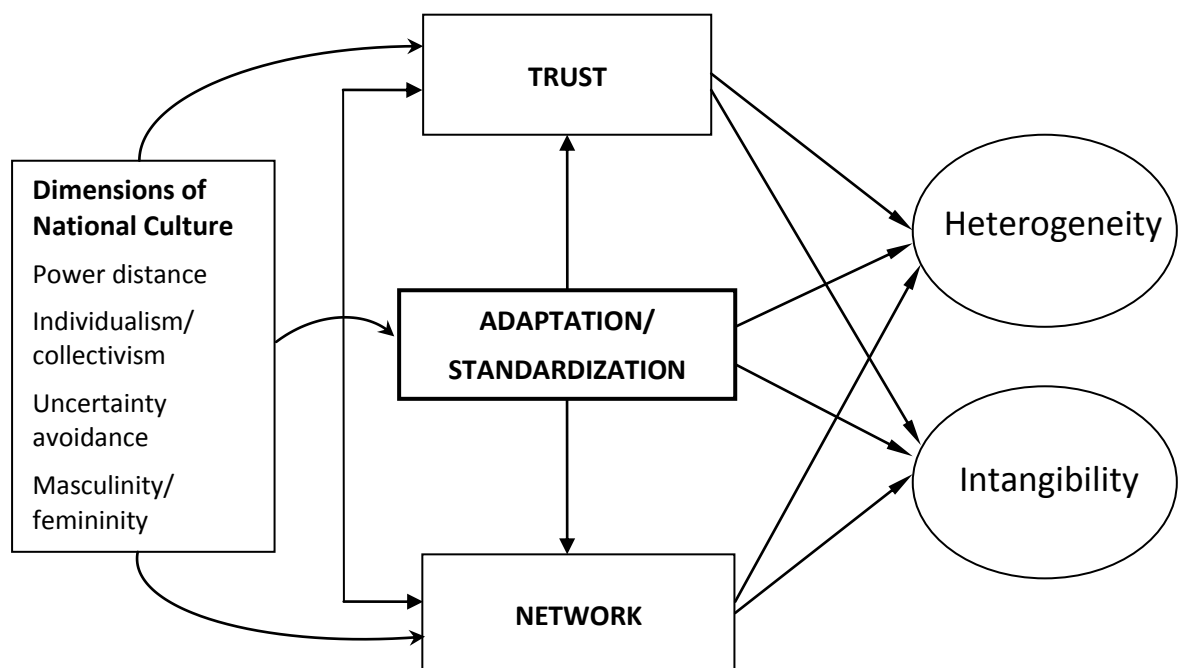 Dimensions of
National Culture
Power distance
Individualism/
collectivism
Uncertainty
avoidance
Masculinity/
femininity
TRUST
ADAPTATION/
STANDARDIZATION
NETWORK
Heterogeneity
Intangibility